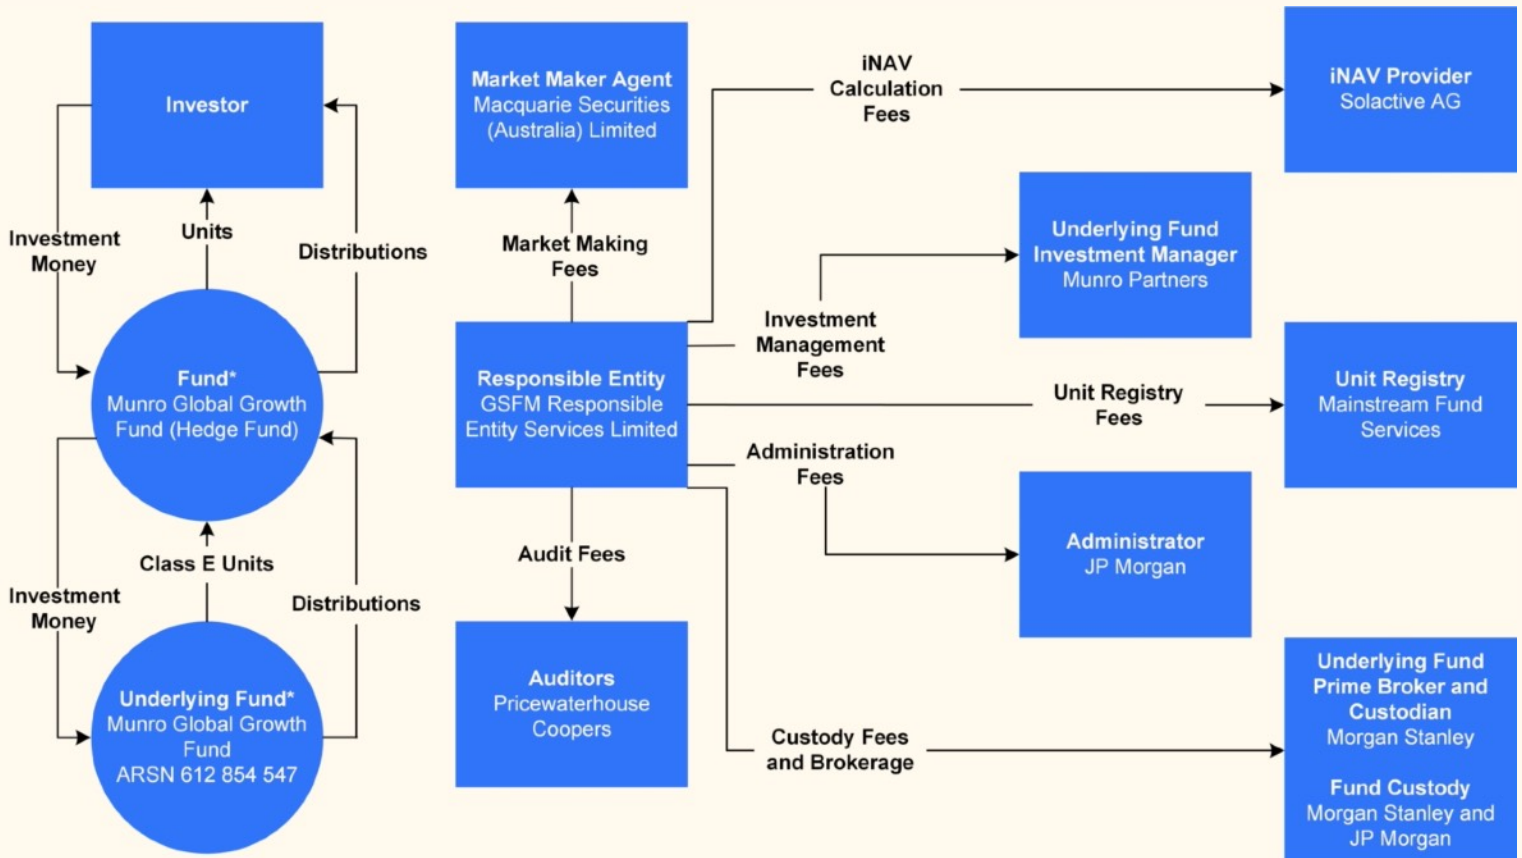 Investor
Investment
Money
Units
Distributions
Fund*
Munro Global Growth
Fund (Hedge Fund)
Investment
Money
Class E Units
Distributions
Underlying Fund*
Munro Global Growth
Fund
ARSN 612 854 547
Market Maker Agent
Macquarie Securities
(Australia) Limited
Market Making
Fees
Responsible Entity
GSFM Responsible
Entity Services Limited
Audit Fees
Auditors
Pricewaterhouse
Coopers
iNAV
Calculation
Fees
iNAV Provider
Solactive AG
Investment
Management
Fees
Underlying Fund
Investment Manager
Munro Partners
Unit Registry
Fees
Unit Registry
Mainstream Fund
Services
Administration
Fees
Administrator
JP Morgan
Custody Fees
and Brokerage
Underlying Fund
Prime Broker and
Custodian
Morgan Stanley
Fund Custody
Morgan Stanley and
JP Morgan